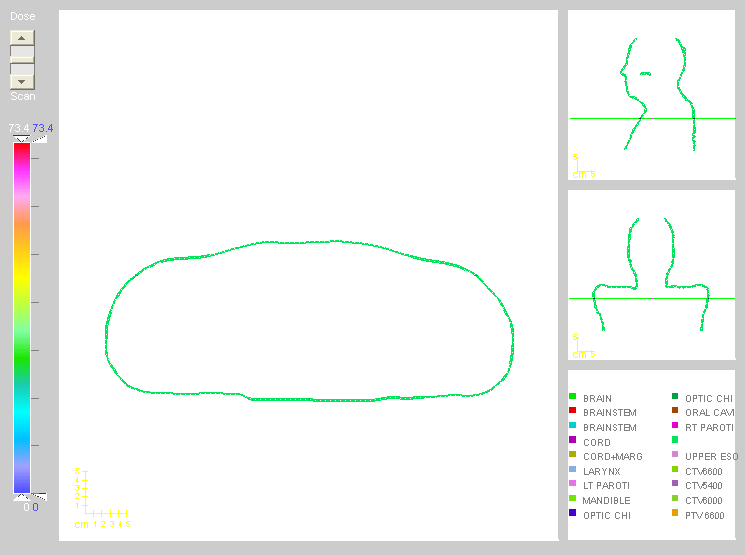 Dose
Scan
73.4 73.4
0 0
5
4
3
2
1
cm 1 2 3 4 5
5
cm 5
5
cm 5
BRAIN
BRAINSTEM
BRAINSTEM
CORD
CORD+MARG
LARYNX
LT PAROTI
MANDIBLE
OPTIC CHI
OPTIC CHI
ORAL CAVI
RT PAROTI
UPPER ESO
CTV6600
CTV5400
CTV6000
PTV6600